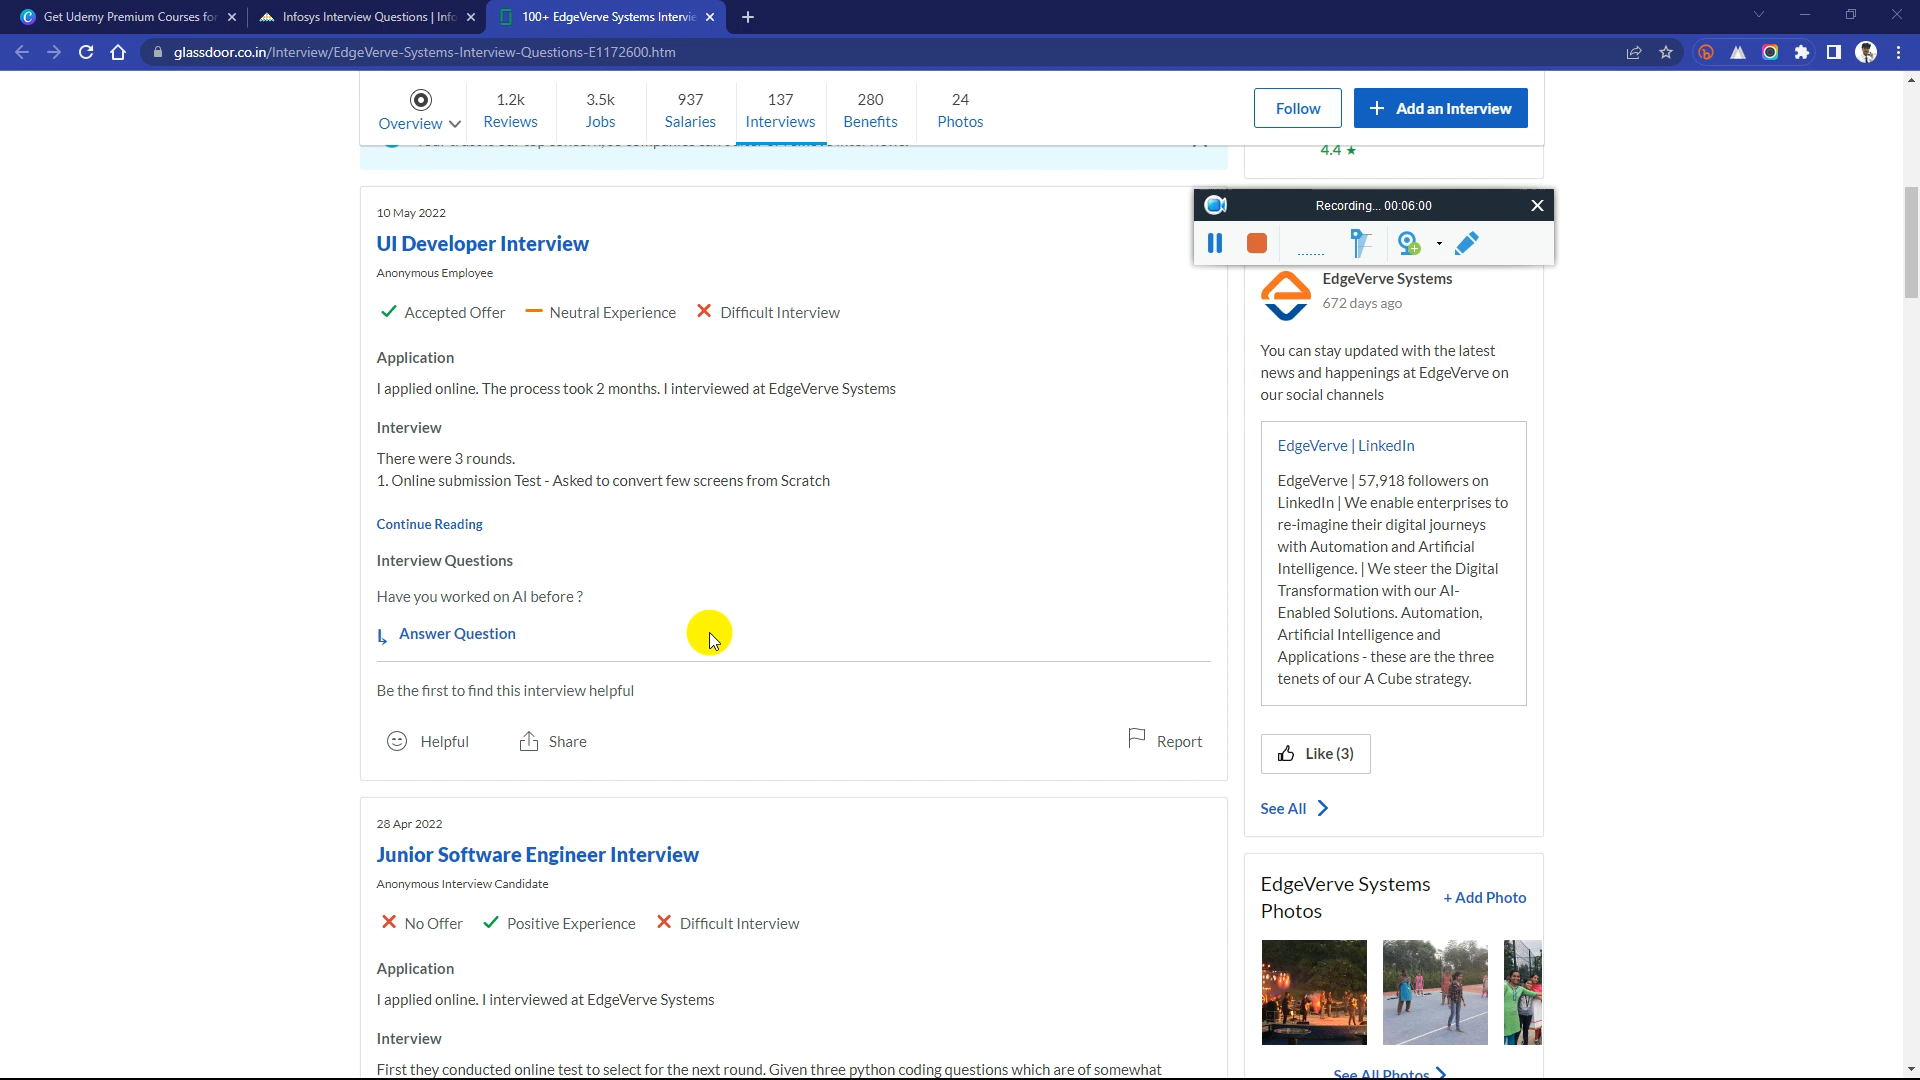 Get Udemy Premium Courses for
Infosys Interview Questions | Info
100+ EdgeVerve Systems Intervie
glassdoor.co.in/Interview/EdgeVerve-Systems-Interview-Questions-E1172600.htm
Overview
1.2k
Reviews
3.5k
Jobs
937
Salaries
137
Interviews
280
Benefits
24
Photos
Follow
+ Add an Interview
4.4 ★
10 May 2022
UI Developer Interview
Anonymous Employee
Accepted Offer
Neutral Experience
Difficult Interview
Application
I applied online. The process took 2 months. I interviewed at EdgeVerve Systems
Interview
There were 3 rounds.
1. Online submission Test - Asked to convert few screens from Scratch
Continue Reading
Interview Questions
Have you worked on AI before ?
Answer Question
Be the first to find this interview helpful
Helpful
Share
Report
28 Apr 2022
Junior Software Engineer Interview
Anonymous Interview Candidate
No Offer
Positive Experience
Difficult Interview
Application
I applied online. I interviewed at EdgeVerve Systems
Interview
First they conducted online test to select for the next round. Given three python coding questions which are of somewhat
Recording... 00:06:00
EdgeVerve Systems
672 days ago
You can stay updated with the latest
news and happenings at EdgeVerve on
our social channels
EdgeVerve | LinkedIn
EdgeVerve | 57,918 followers on
LinkedIn | We enable enterprises to
re-imagine their digital journeys
with Automation and Artificial
Intelligence. | We steer the Digital
Transformation with our AI-
Enabled Solutions. Automation,
Artificial Intelligence and
Applications - these are the three
tenets of our A Cube strategy.
Like (3)
See All
EdgeVerve Systems
Photos
+ Add Photo
See All Photos